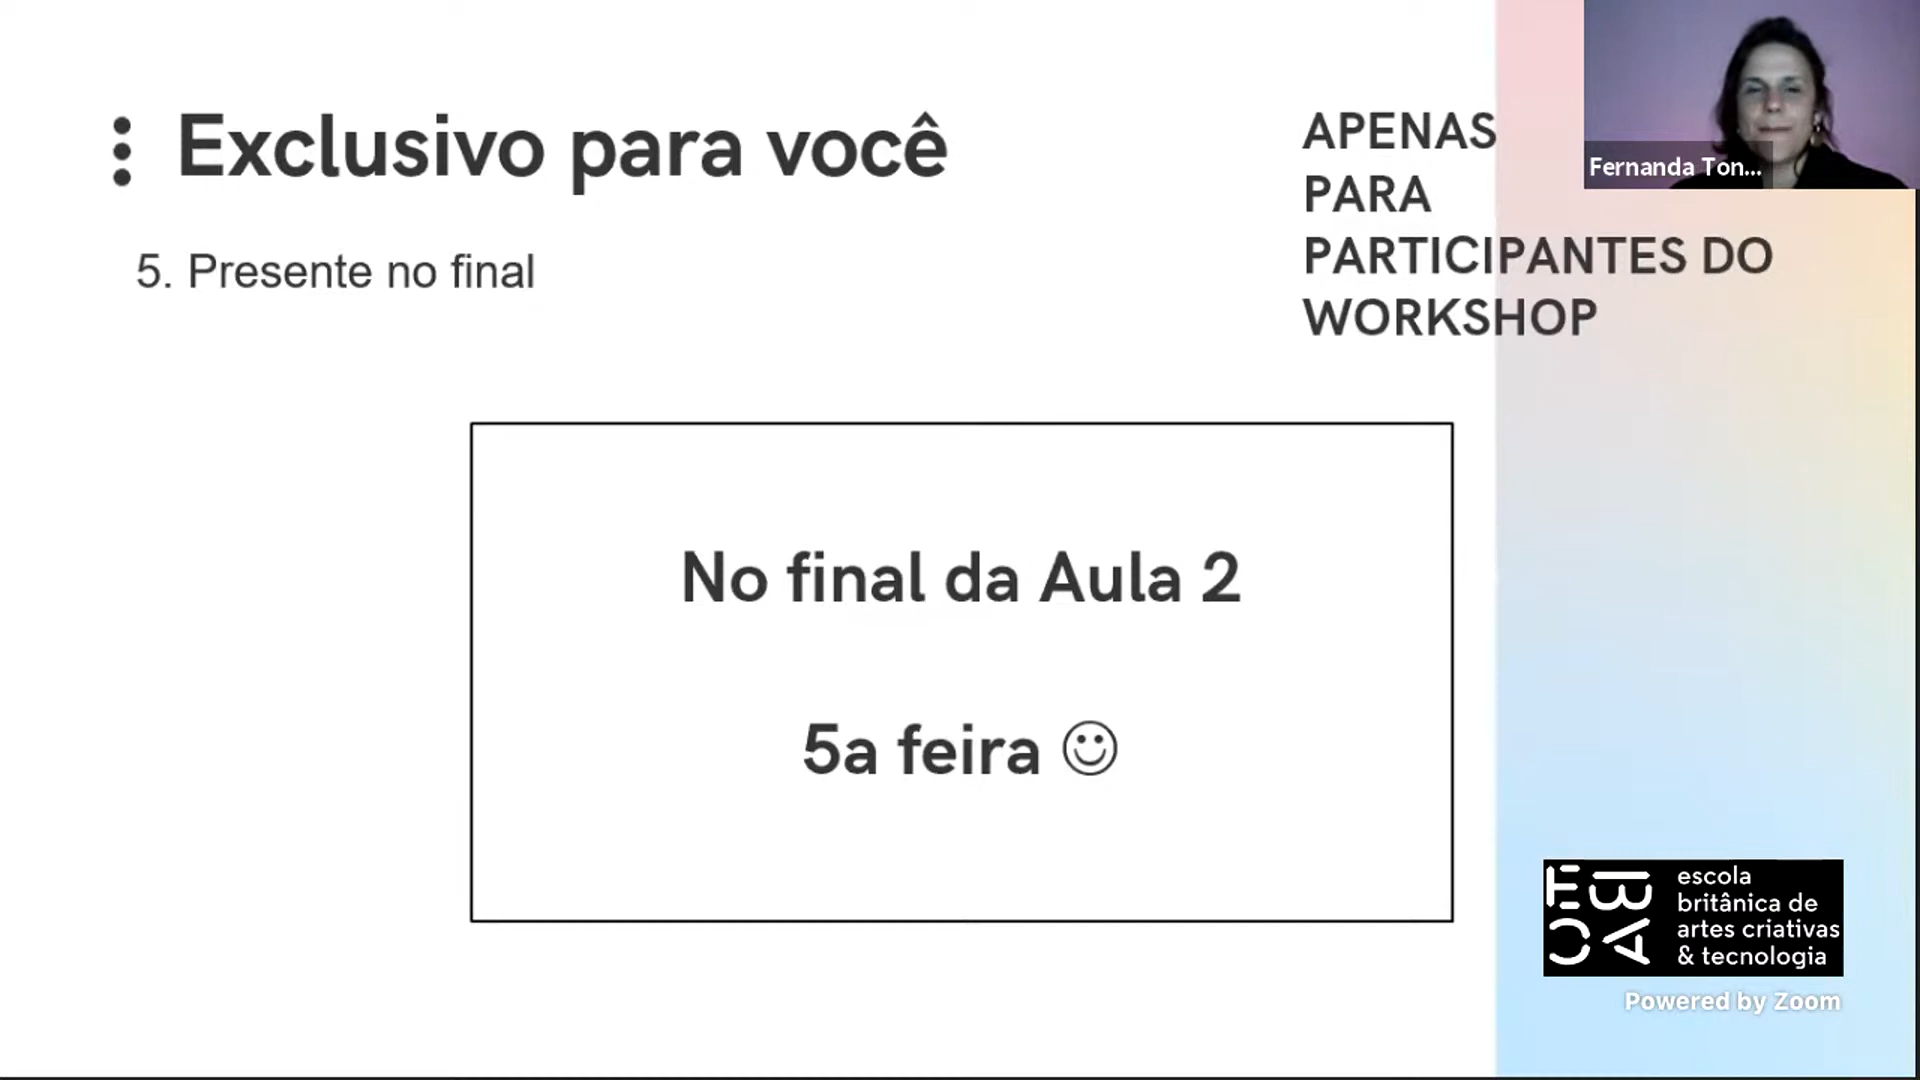 Exclusivo para você
5. Presente no final
APENAS
PARA
PARTICIPANTES DO
WORKSHOP
Fernanda Ton...
No final da Aula 2
5a feira ☺
EBAC
escola
britânica de
artes criativas
& tecnologia
Powered by Zoom